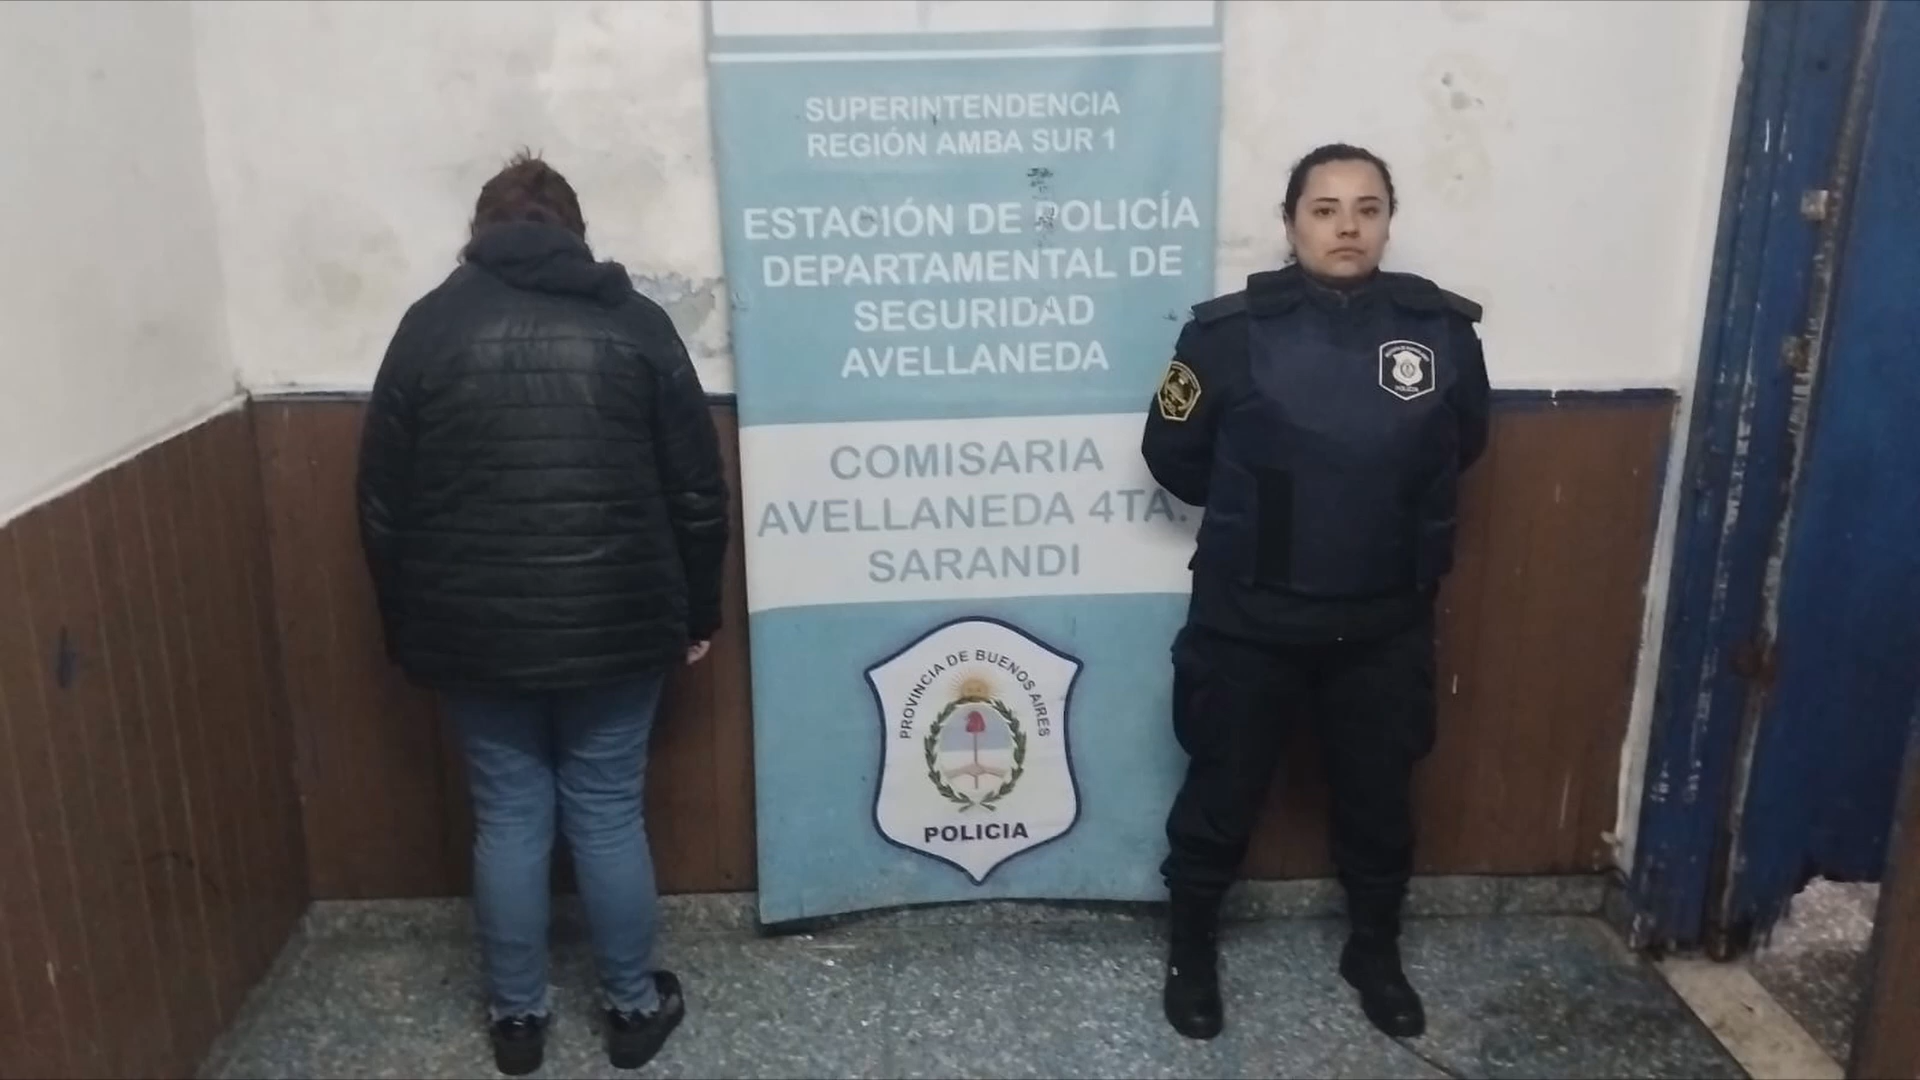 SUPERINTENDENCIA
REGIÓN AMBA SUR 1
ESTACIÓN DE POLICÍA
DEPARTAMENTAL DE
SEGURIDAD
AVELLANEDA
COMISARIA
AVELLANEDA 4TA.
SARANDI
PROVINCIA DE BUENOS AIRES
POLICIA
POLICIA